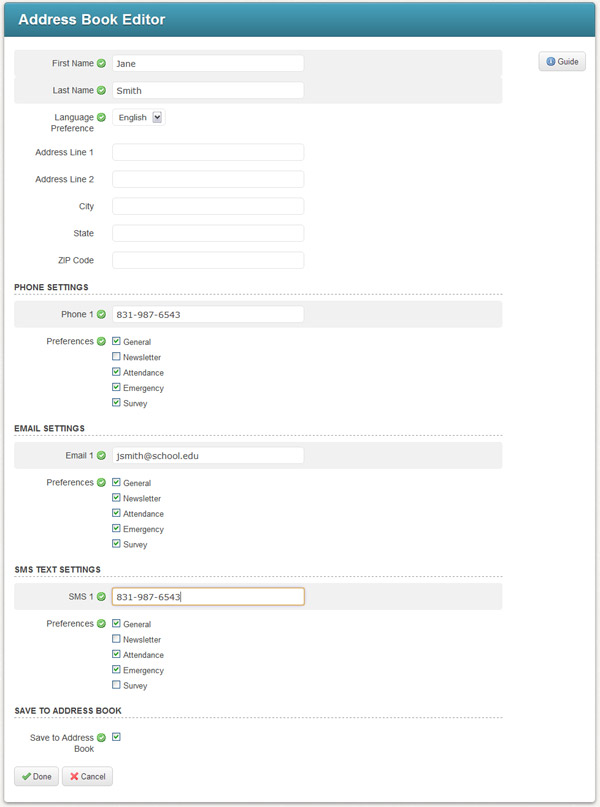 Address Book Editor
First Name Jane
Guide
Last Name Smith
Language
Preference
English
Address Line 1
Address Line 2
City
State
ZIP Code
PHONE SETTINGS
Phone 1 831-987-6543
Preferences General
Newsletter
Attendance
Emergency
Survey
EMAIL SETTINGS
Email 1 jsmith@school.edu
Preferences General
Newsletter
Attendance
Emergency
Survey
SMS TEXT SETTINGS
SMS 1 831-987-6543
Preferences General
Newsletter
Attendance
Emergency
Survey
SAVE TO ADDRESS BOOK
Save to Address
Book
Done Cancel